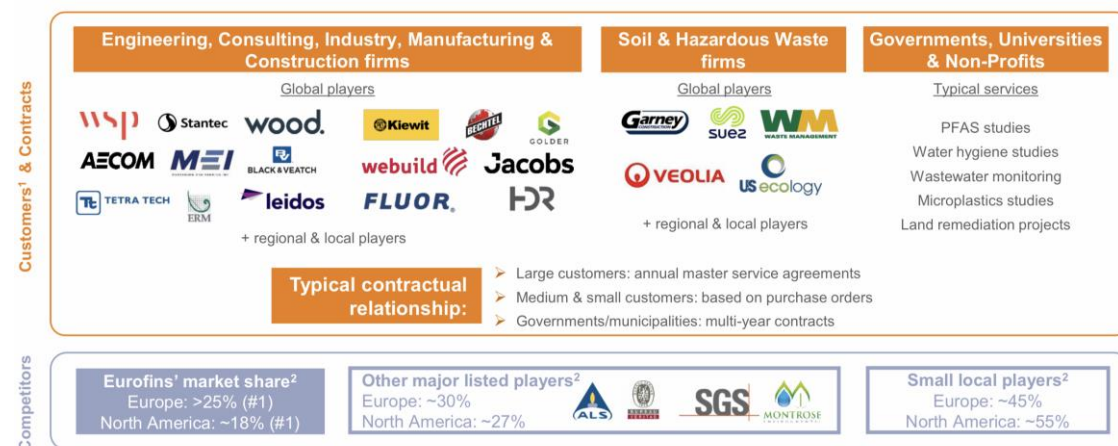 Customers¹ & Contracts
Engineering, Consulting, Industry, Manufacturing &
Construction firms
Global players
wsp
Stantec
wood.
Kiewit
BECHTEL
GOLDER
AECOM
MEI
BV
BLACK & VEATCH
webuild
Jacobs
Tt
TETRA TECH
ERM
leidos
FLUOR®
HDR
+ regional & local players
Soil & Hazardous Waste
firms
Global players
Garney
CONSTRUCTION
suez
WM
WASTE MANAGEMENT
VEOLIA
US ecology
+ regional & local players
Governments, Universities
& Non-Profits
Typical services
PFAS studies
Water hygiene studies
Wastewater monitoring
Microplastics studies
Land remediation projects
Typical contractual
relationship:
Large customers: annual master service agreements
Medium & small customers: based on purchase orders
Governments/municipalities: multi-year contracts
Competitors
Eurofins’ market share²
Europe: >25% (#1)
North America: ~18% (#1)
Other major listed players²
Europe: ~30%
North America: ~27%
ALS
BUREAU
VERITAS
SGS
MONTROSE
ENVIRONMENTAL
Small local players²
Europe: ~45%
North America: ~55%